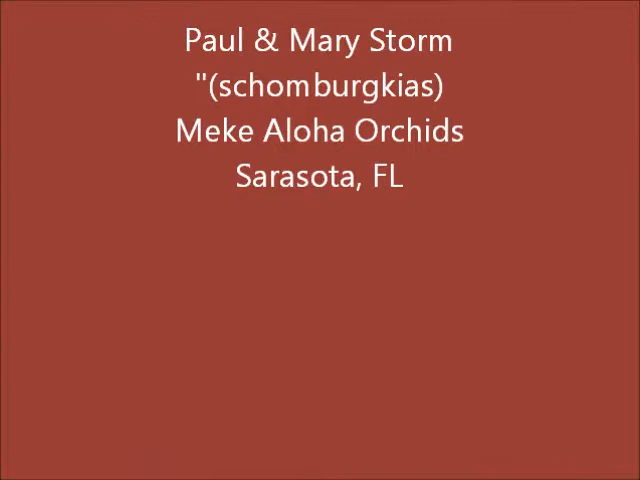 Paul & Mary Storm
"(schomburgkias)
Meke Aloha Orchids
Sarasota, FL